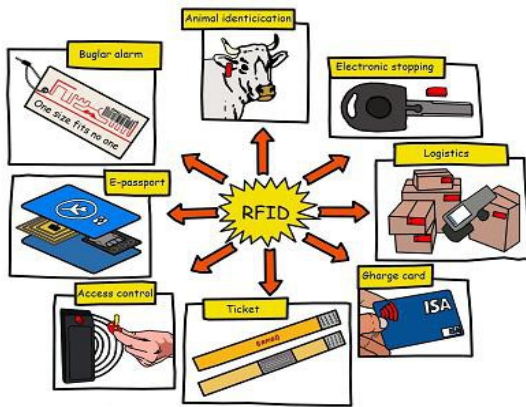 Animal identicication
Buglar alarm
One size fits no one
Electronic stopping
Logistics
E-passport
RFID
Access control
Ticket
Gharge card
ISA